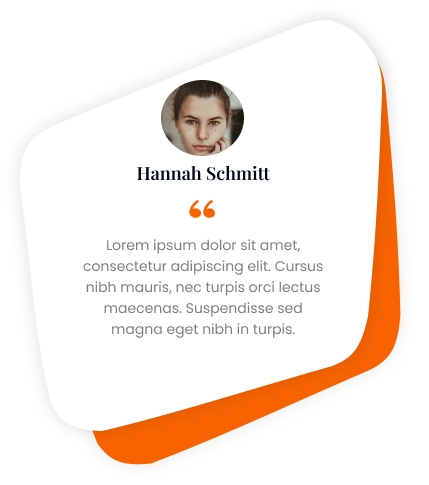 Hannah Schmitt
“
Lorem ipsum dolor sit amet,
consectetur adipiscing elit. Cursus
nibh mauris, nec turpis orci lectus
maecenas. Suspendisse sed
magna eget nibh in turpis.